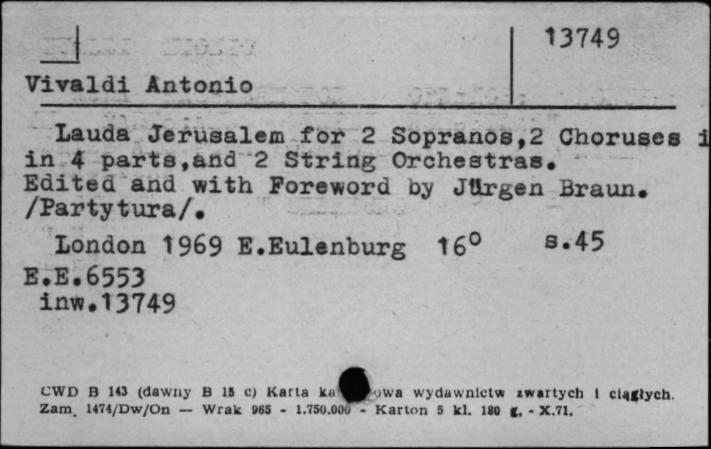 13749
Vivaldi Antonio
Lauda Jerusalem for 2 Sopranos,2 Choruses i
in 4 parts,and 2 String Orchestras.
Edited and with Foreword by Jürgen Braun.
/Partytura/.
London 1969 E.Eulenburg 16° s.45
E.E.6553
inw.13749
CWD B 143 (dawny B 15 c) Karta ka owa wydawnictw zwartych i ciągłych.
Zam. 1474/Dw/On — Wrak 965 - 1.750.000 - Karton 5 kl. 180 g. - X.71.